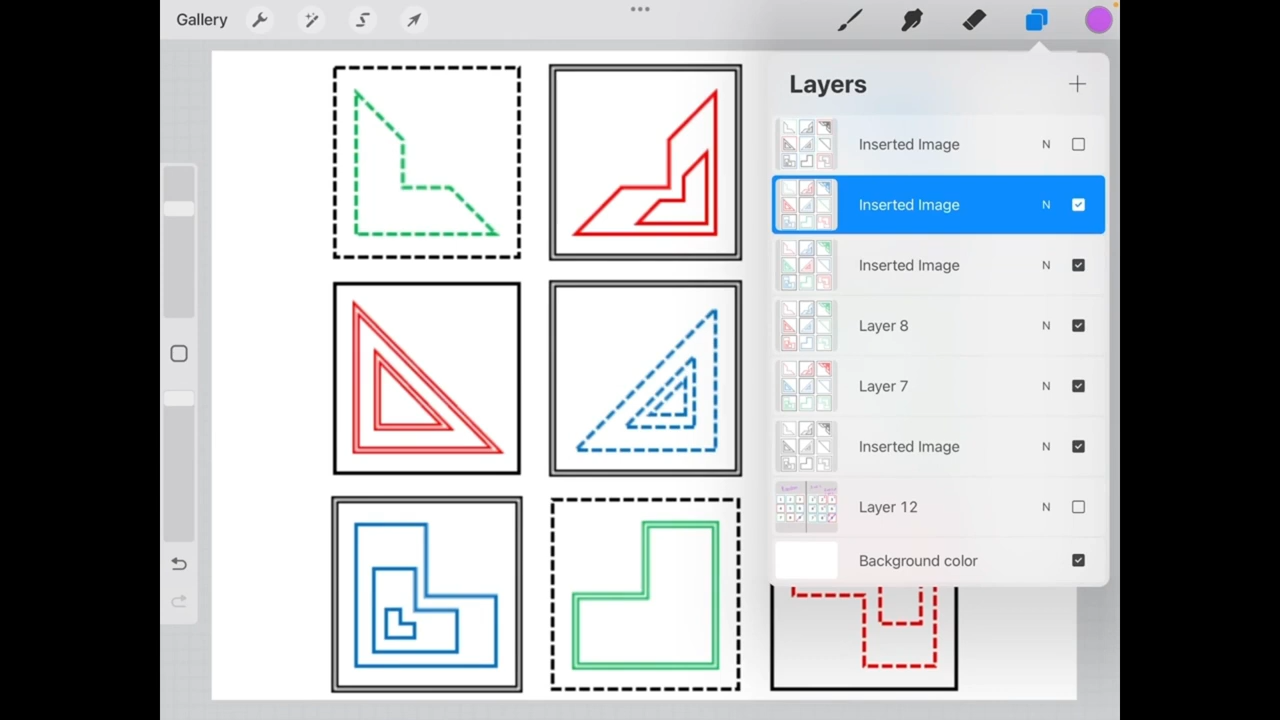 Gallery
Layers
Inserted Image N
Inserted Image N
Inserted Image N
Layer 8 N
Layer 7 N
Inserted Image N
Layer 12 N
Background color